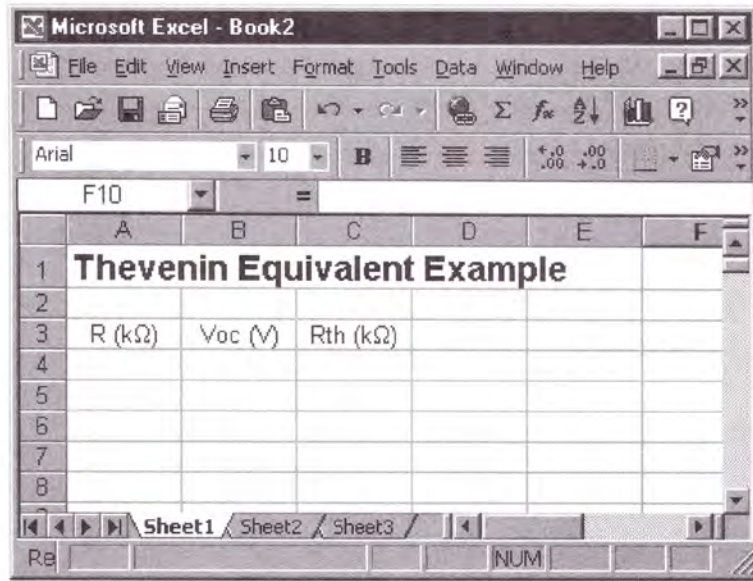 Microsoft Excel - Book2
File Edit View Insert Format Tools Data Window Help
Arial 10 B
F10 =
A B C D E F
1 Thevenin Equivalent Example
2
3 R (kΩ) Voc (V) Rth (kΩ)
4
5
6
7
8
Sheet1 Sheet2 Sheet3
Re NUM